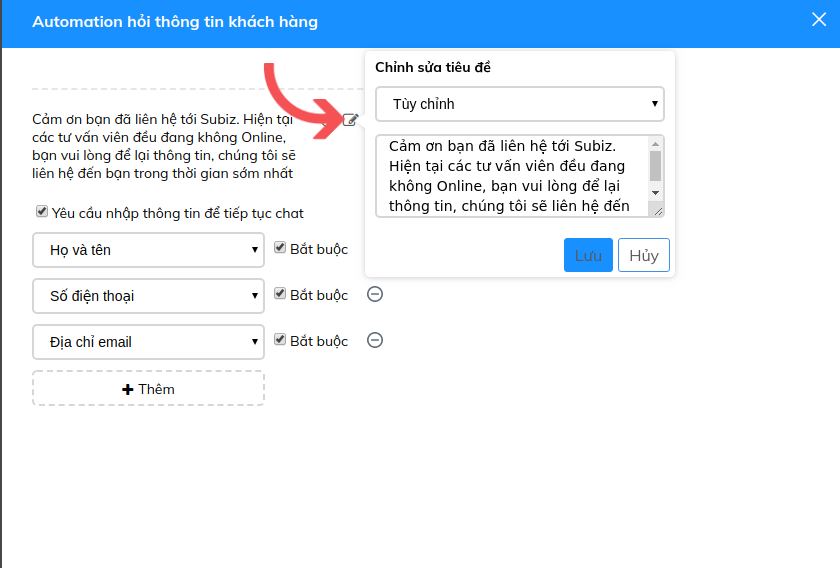 Automation hỏi thông tin khách hàng
Cảm ơn bạn đã liên hệ tới Subiz. Hiện tại
các tư vấn viên đều đang không Online,
bạn vui lòng để lại thông tin, chúng tôi sẽ
liên hệ đến bạn trong thời gian sớm nhất
Chỉnh sửa tiêu đề
Tùy chỉnh
Cảm ơn bạn đã liên hệ tới Subiz.
Hiện tại các tư vấn viên đều đang
không Online, bạn vui lòng để lại
thông tin, chúng tôi sẽ liên hệ đến
Lưu Hủy
Yêu cầu nhập thông tin để tiếp tục chat
Họ và tên Bắt buộc
Số điện thoại Bắt buộc
Địa chỉ email Bắt buộc
Thêm